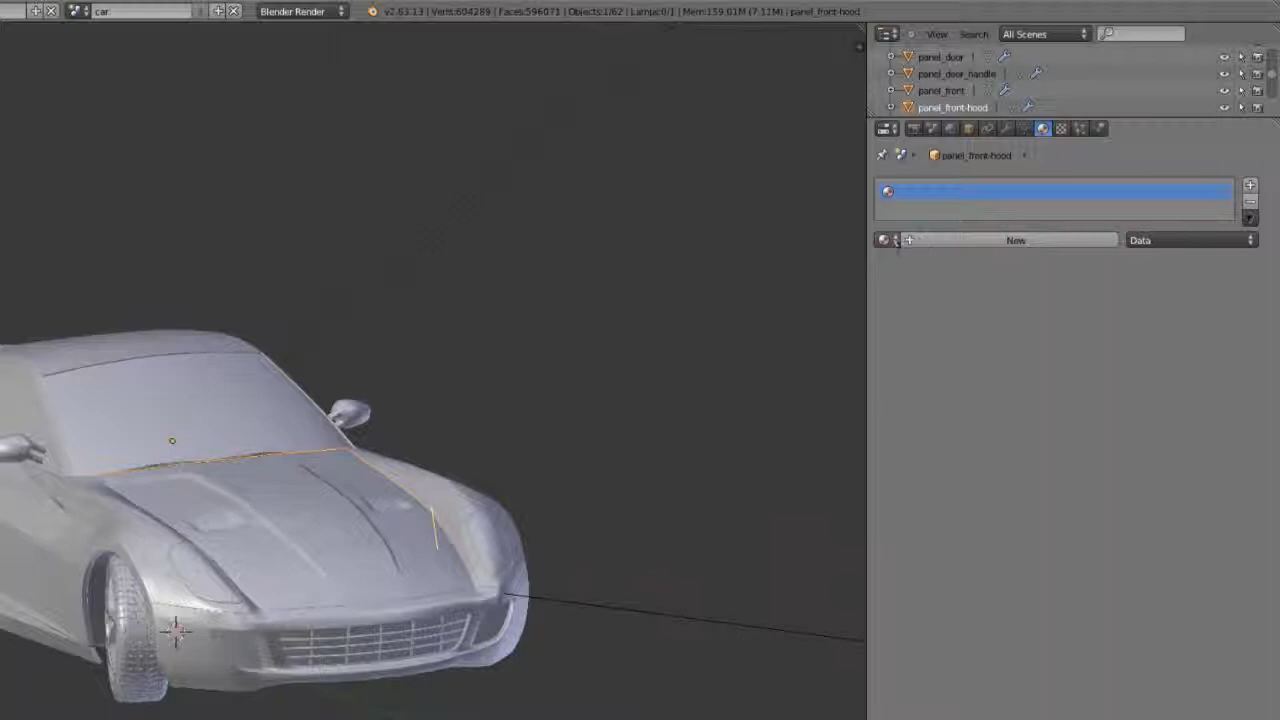 car
Blender Render
v2.63.13 | Verts:694289 | Faces:596071 | Objects:1/62 | Lamps:0/1 | Mem:159.01M (7.11M) | panel_front-hood
View Search All Scenes
panel_door
panel_door_handle
panel_front
panel_front-hood
panel_front-hood
New Data